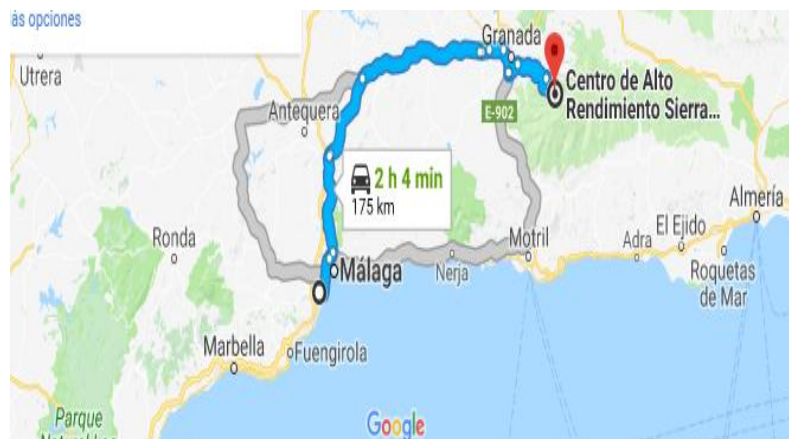 ás opciones
Utrera
Granada
Centro de Alto
Rendimiento Sierra...
Antequera
E-902
2 h 4 min
175 km
Almería
Ronda
Málaga
Nerja
Motril
Adra
El Ejido
Roquetas
de Mar
Marbella
Fuengirola
Parque
Google